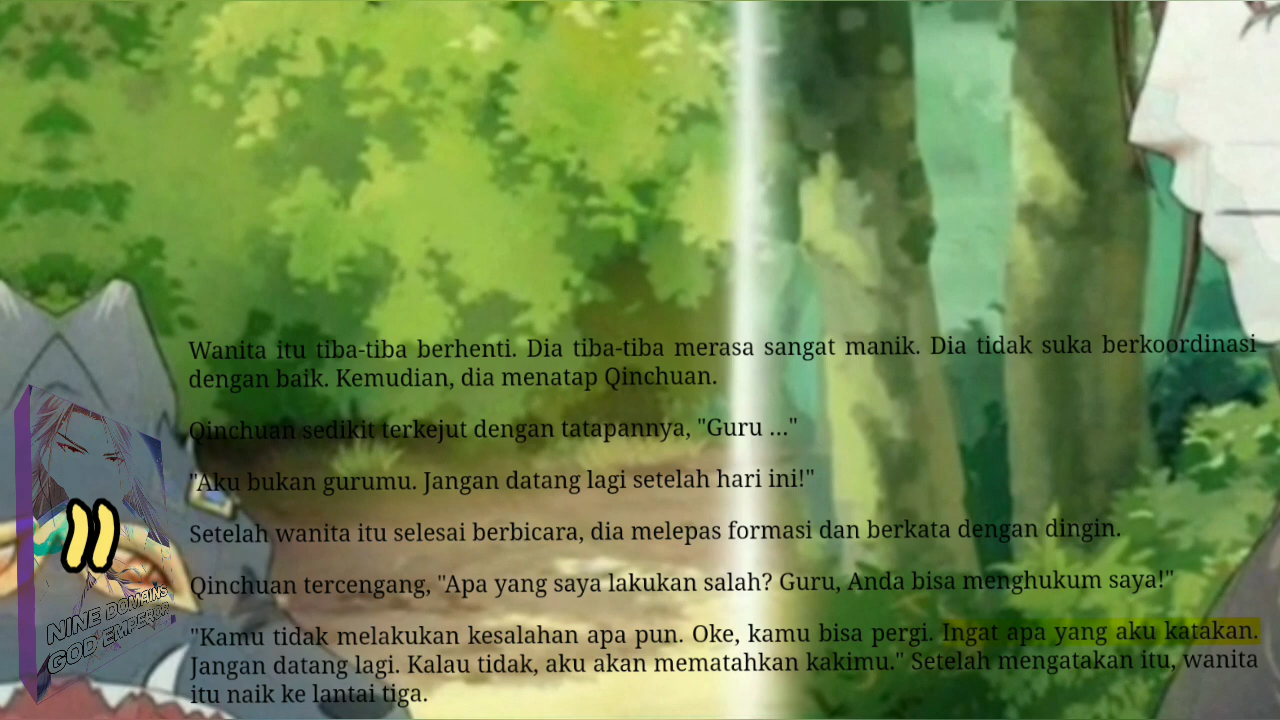 Wanita itu tiba-tiba berhenti. Dia tiba-tiba merasa sangat manik. Dia tidak suka berkoordinasi
dengan baik. Kemudian, dia menatap Qinchuan.
Qinchuan sedikit terkejut dengan tatapannya, "Guru ..."
"Aku bukan gurumu. Jangan datang lagi setelah hari ini!"
Setelah wanita itu selesai berbicara, dia melepas formasi dan berkata dengan dingin.
Qinchuan tercengang, "Apa yang saya lakukan salah? Guru, Anda bisa menghukum saya!"
"Kamu tidak melakukan kesalahan apa pun. Oke, kamu bisa pergi. Ingat apa yang aku katakan.
Jangan datang lagi. Kalau tidak, aku akan mematahkan kakimu." Setelah mengatakan itu, wanita
itu naik ke lantai tiga.
NINE DOMAINS
GOD EMPEROR